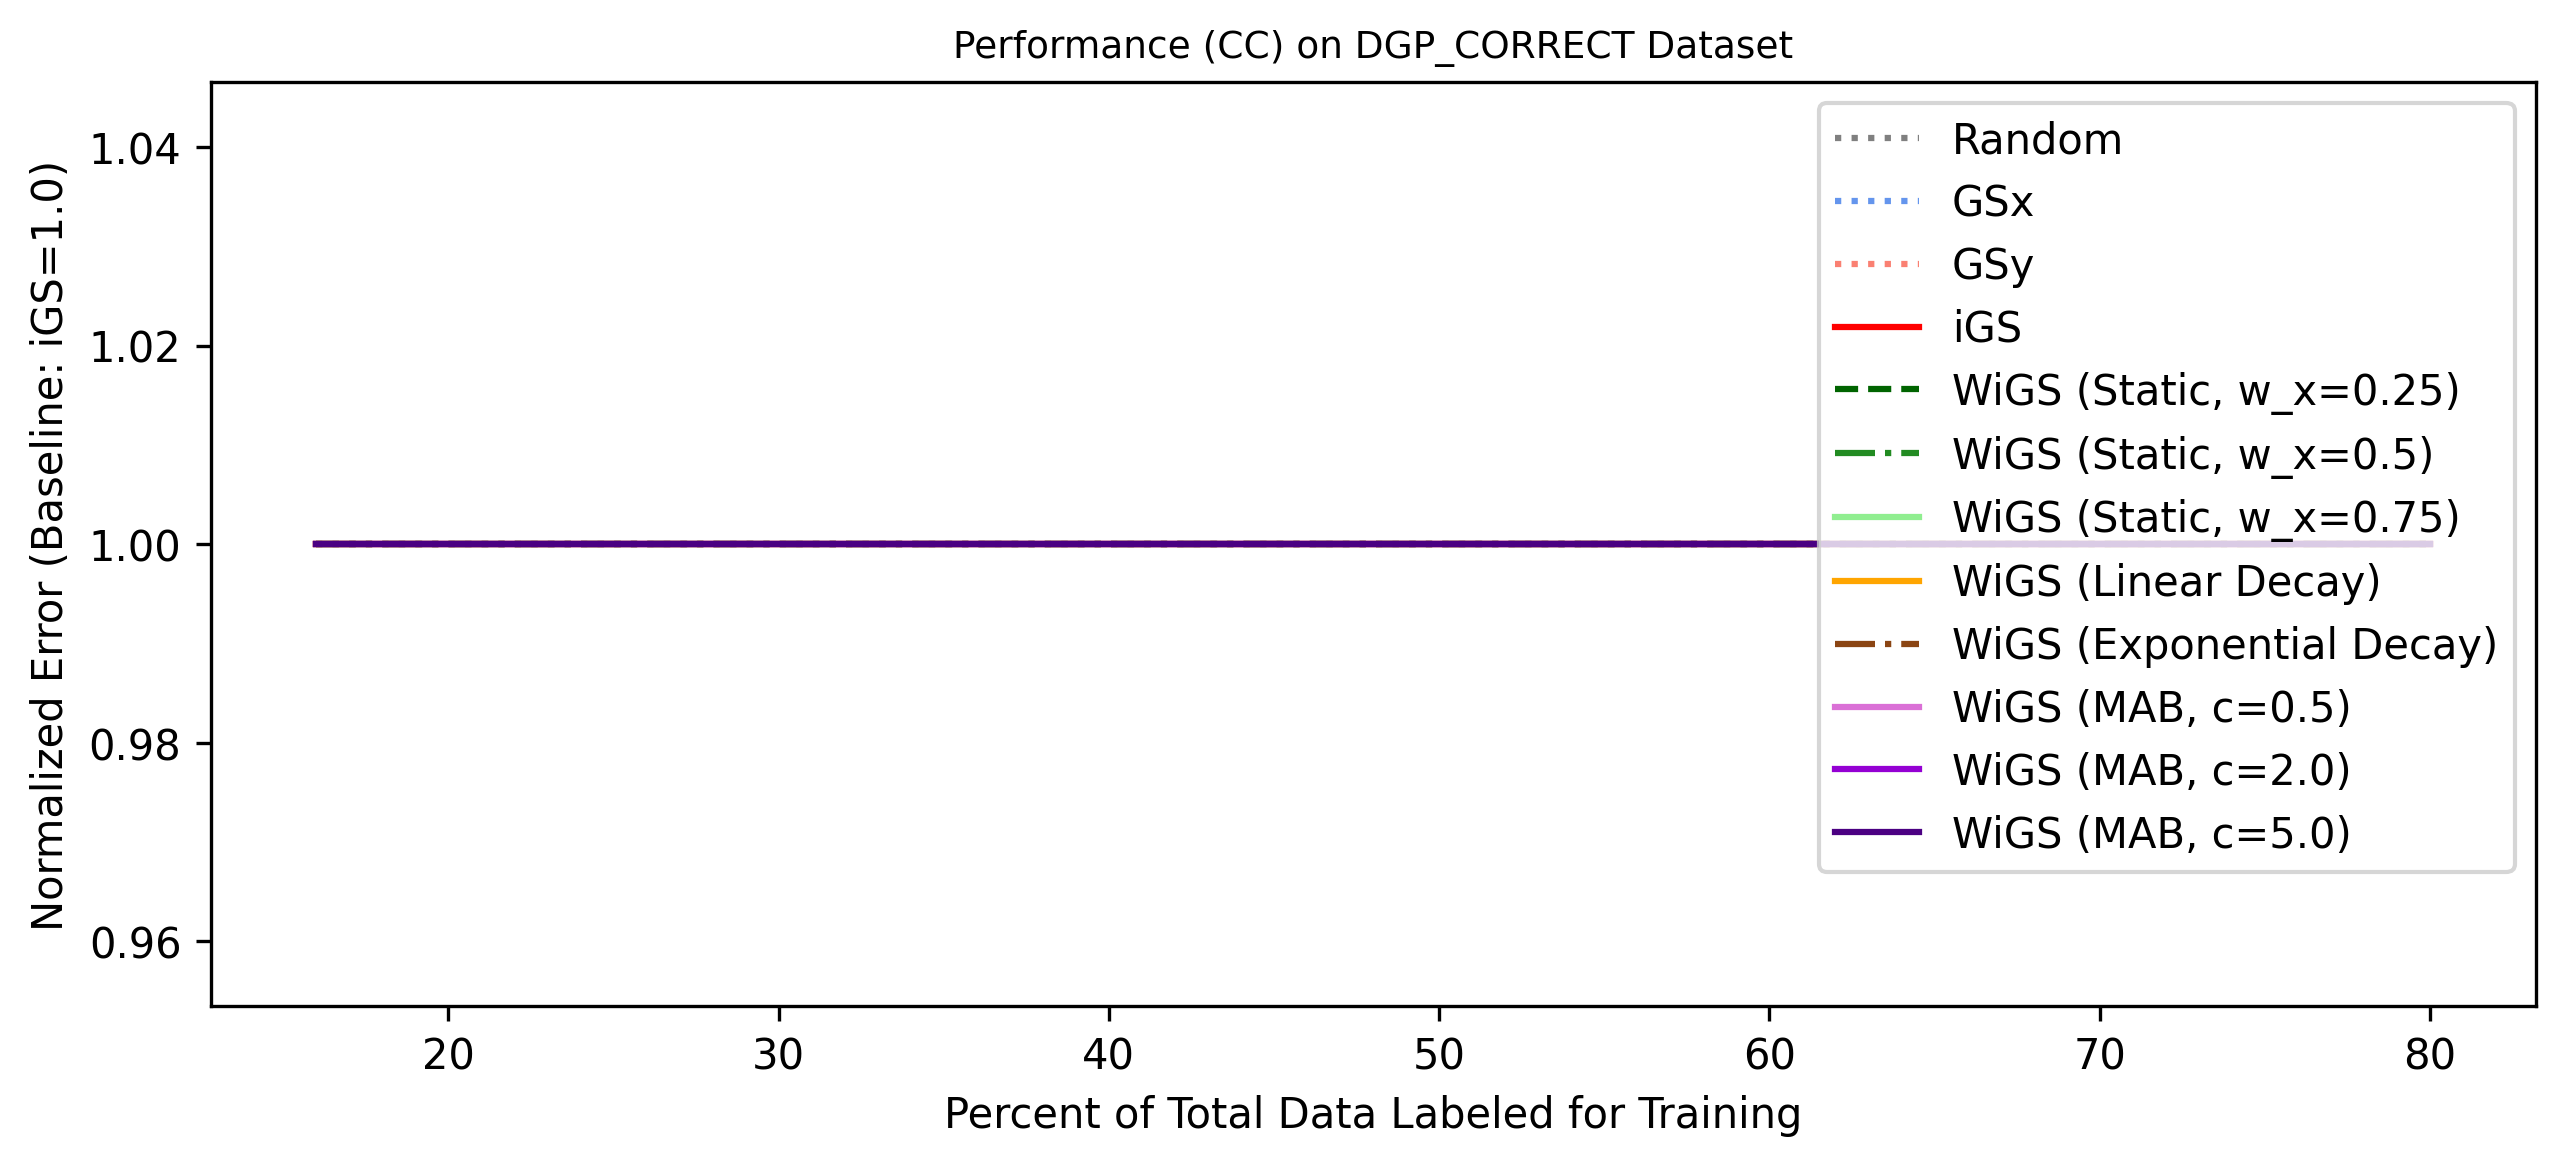 Performance (CC) on DGP_CORRECT Dataset
Normalized Error (Baseline: iGS=1.0)
1.04
1.02
1.00
0.98
0.96
Random
GSx
GSy
iGS
WiGS (Static, w_x=0.25)
WiGS (Static, w_x=0.5)
WiGS (Static, w_x=0.75)
WiGS (Linear Decay)
WiGS (Exponential Decay)
WiGS (MAB, c=0.5)
WiGS (MAB, c=2.0)
WiGS (MAB, c=5.0)
20 30 40 50 60 70 80
Percent of Total Data Labeled for Training